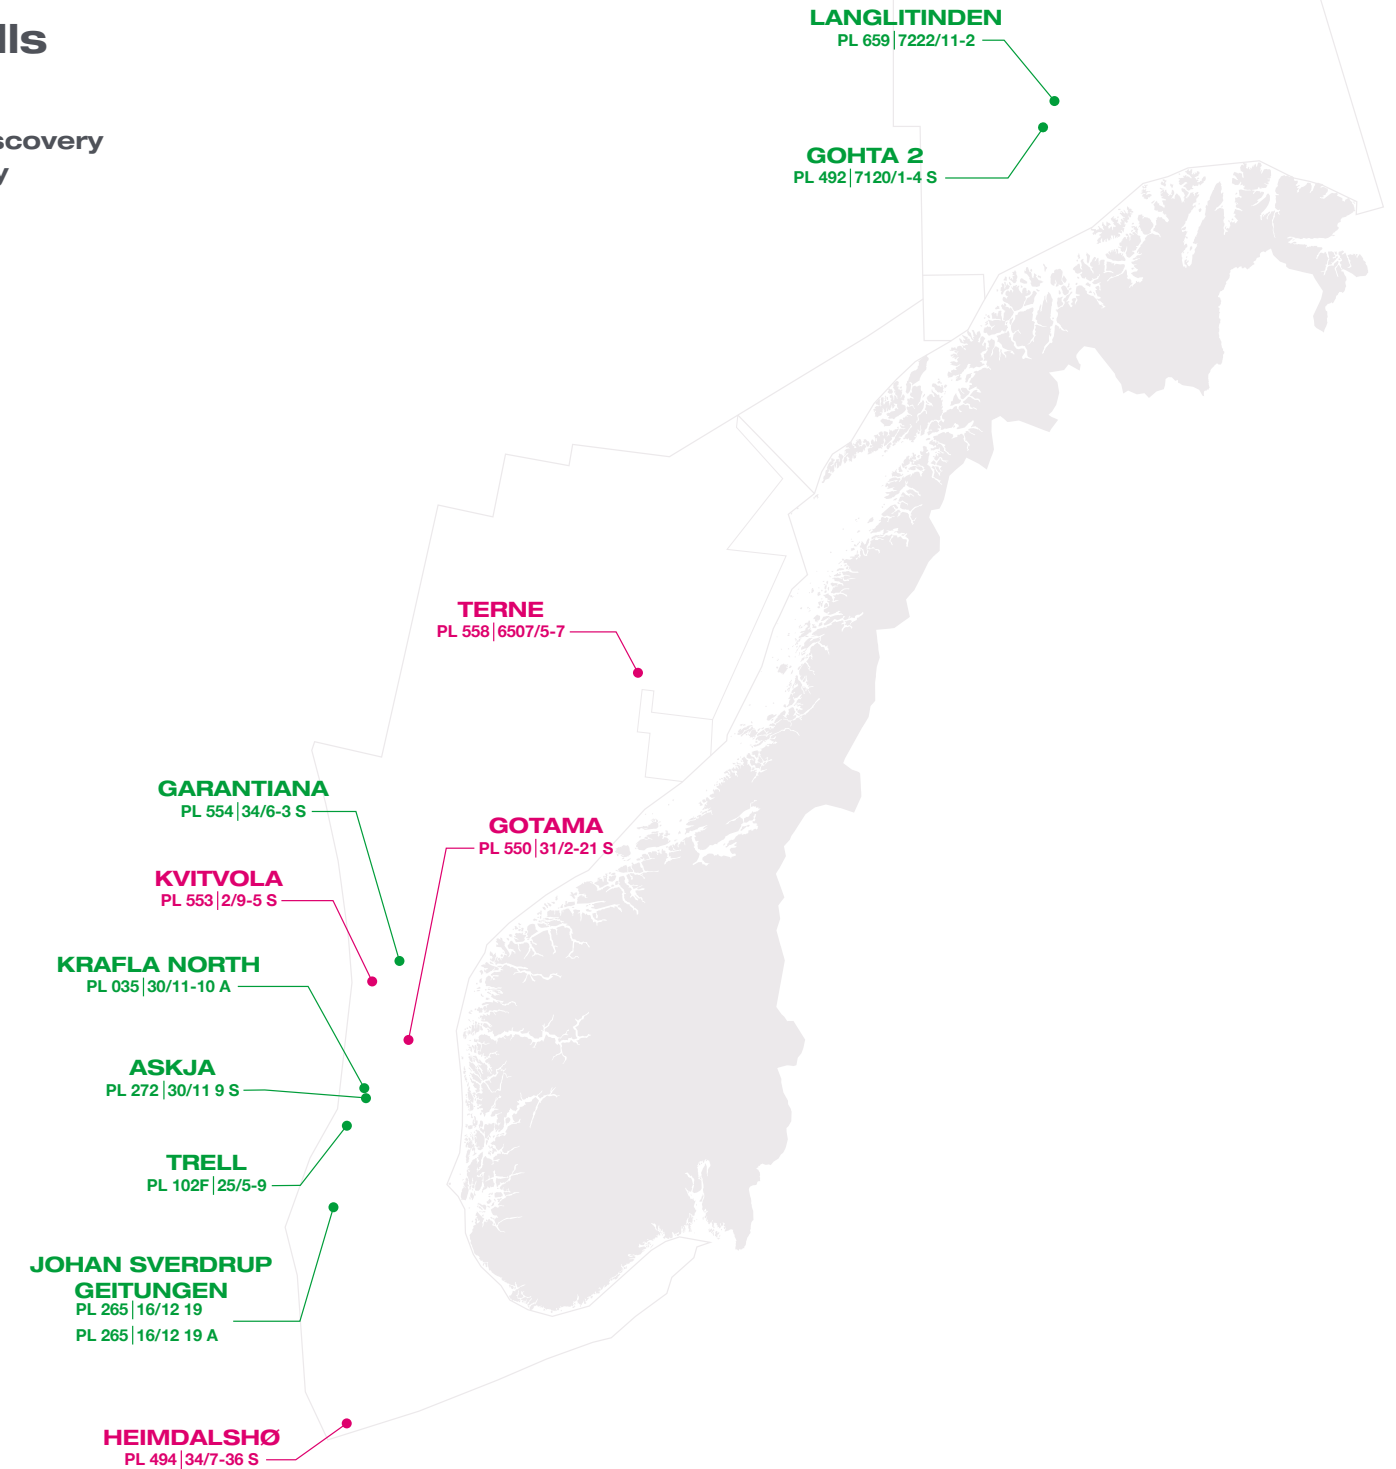 lls
scovery
y
LANGLITINDEN
PL 659|7222/11-2
GOHTA 2
PL 492|7120/1-4 S
TERNE
PL 558|6507/5-7
GARANTIANA
PL 554|34/6-3 S
GOTAMA
PL 550|31/2-21 S
KVITVOLA
PL 553|2/9-5 S
KRAFLA NORTH
PL 035|30/11-10 A
ASKJA
PL 272|30/11 9 S
TRELL
PL 102F|25/5-9
JOHAN SVERDRUP
GEITUNGEN
PL 265|16/12 19
PL 265|16/12 19 A
HEIMDALSHØ
PL 494|34/7-36 S